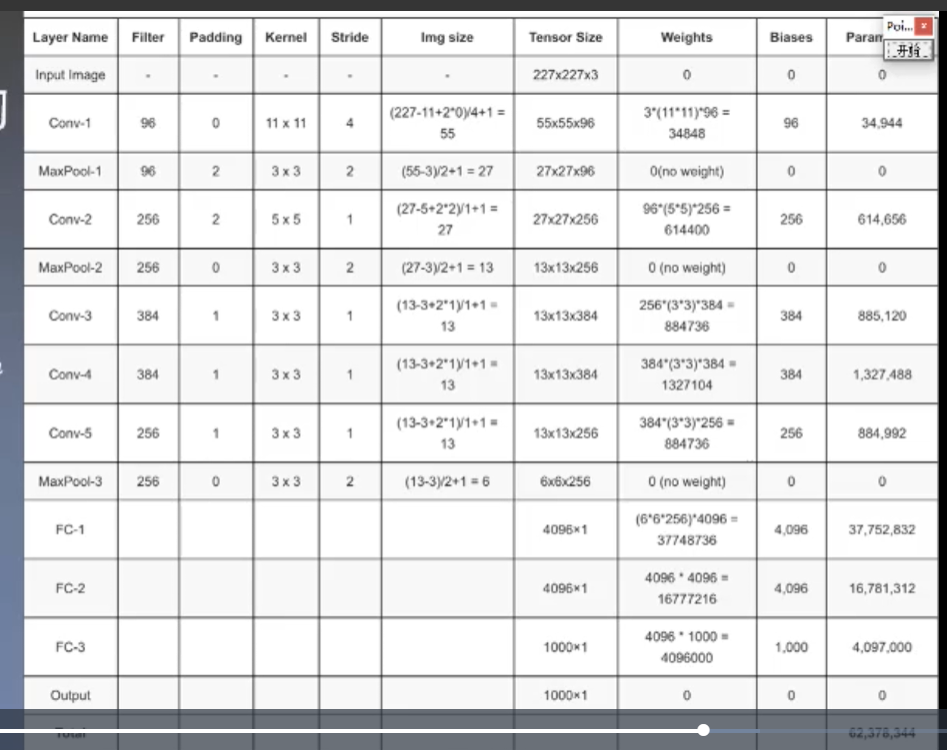 Layer Name Filter Padding Kernel Stride Img size Tensor Size Weights Biases Param
Poi...
开始
Input Image - - - - - 227x227x3 0 0 0
Conv-1 96 0 11 x 11 4 (227-11+2*0)/4+1 = 55 55x55x96 3*(11*11)*96 = 34848 96 34,944
MaxPool-1 96 2 3 x 3 2 (55-3)/2+1 = 27 27x27x96 0(no weight) 0 0
Conv-2 256 2 5 x 5 1 (27-5+2*2)/1+1 = 27 27x27x256 96*(5*5)*256 = 614400 256 614,656
MaxPool-2 256 0 3 x 3 2 (27-3)/2+1 = 13 13x13x256 0 (no weight) 0 0
Conv-3 384 1 3 x 3 1 (13-3+2*1)/1+1 = 13 13x13x384 256*(3*3)*384 = 884736 384 885,120
Conv-4 384 1 3 x 3 1 (13-3+2*1)/1+1 = 13 13x13x384 384*(3*3)*384 = 1327104 384 1,327,488
Conv-5 256 1 3 x 3 1 (13-3+2*1)/1+1 = 13 13x13x256 384*(3*3)*256 = 884736 256 884,992
MaxPool-3 256 0 3 x 3 2 (13-3)/2+1 = 6 6x6x256 0 (no weight) 0 0
FC-1 4096×1 (6*6*256)*4096 = 37748736 4,096 37,752,832
FC-2 4096×1 4096 * 4096 = 16777216 4,096 16,781,312
FC-3 1000×1 4096 * 1000 = 4096000 1,000 4,097,000
Output 1000×1 0 0 0
Total 62,378,344